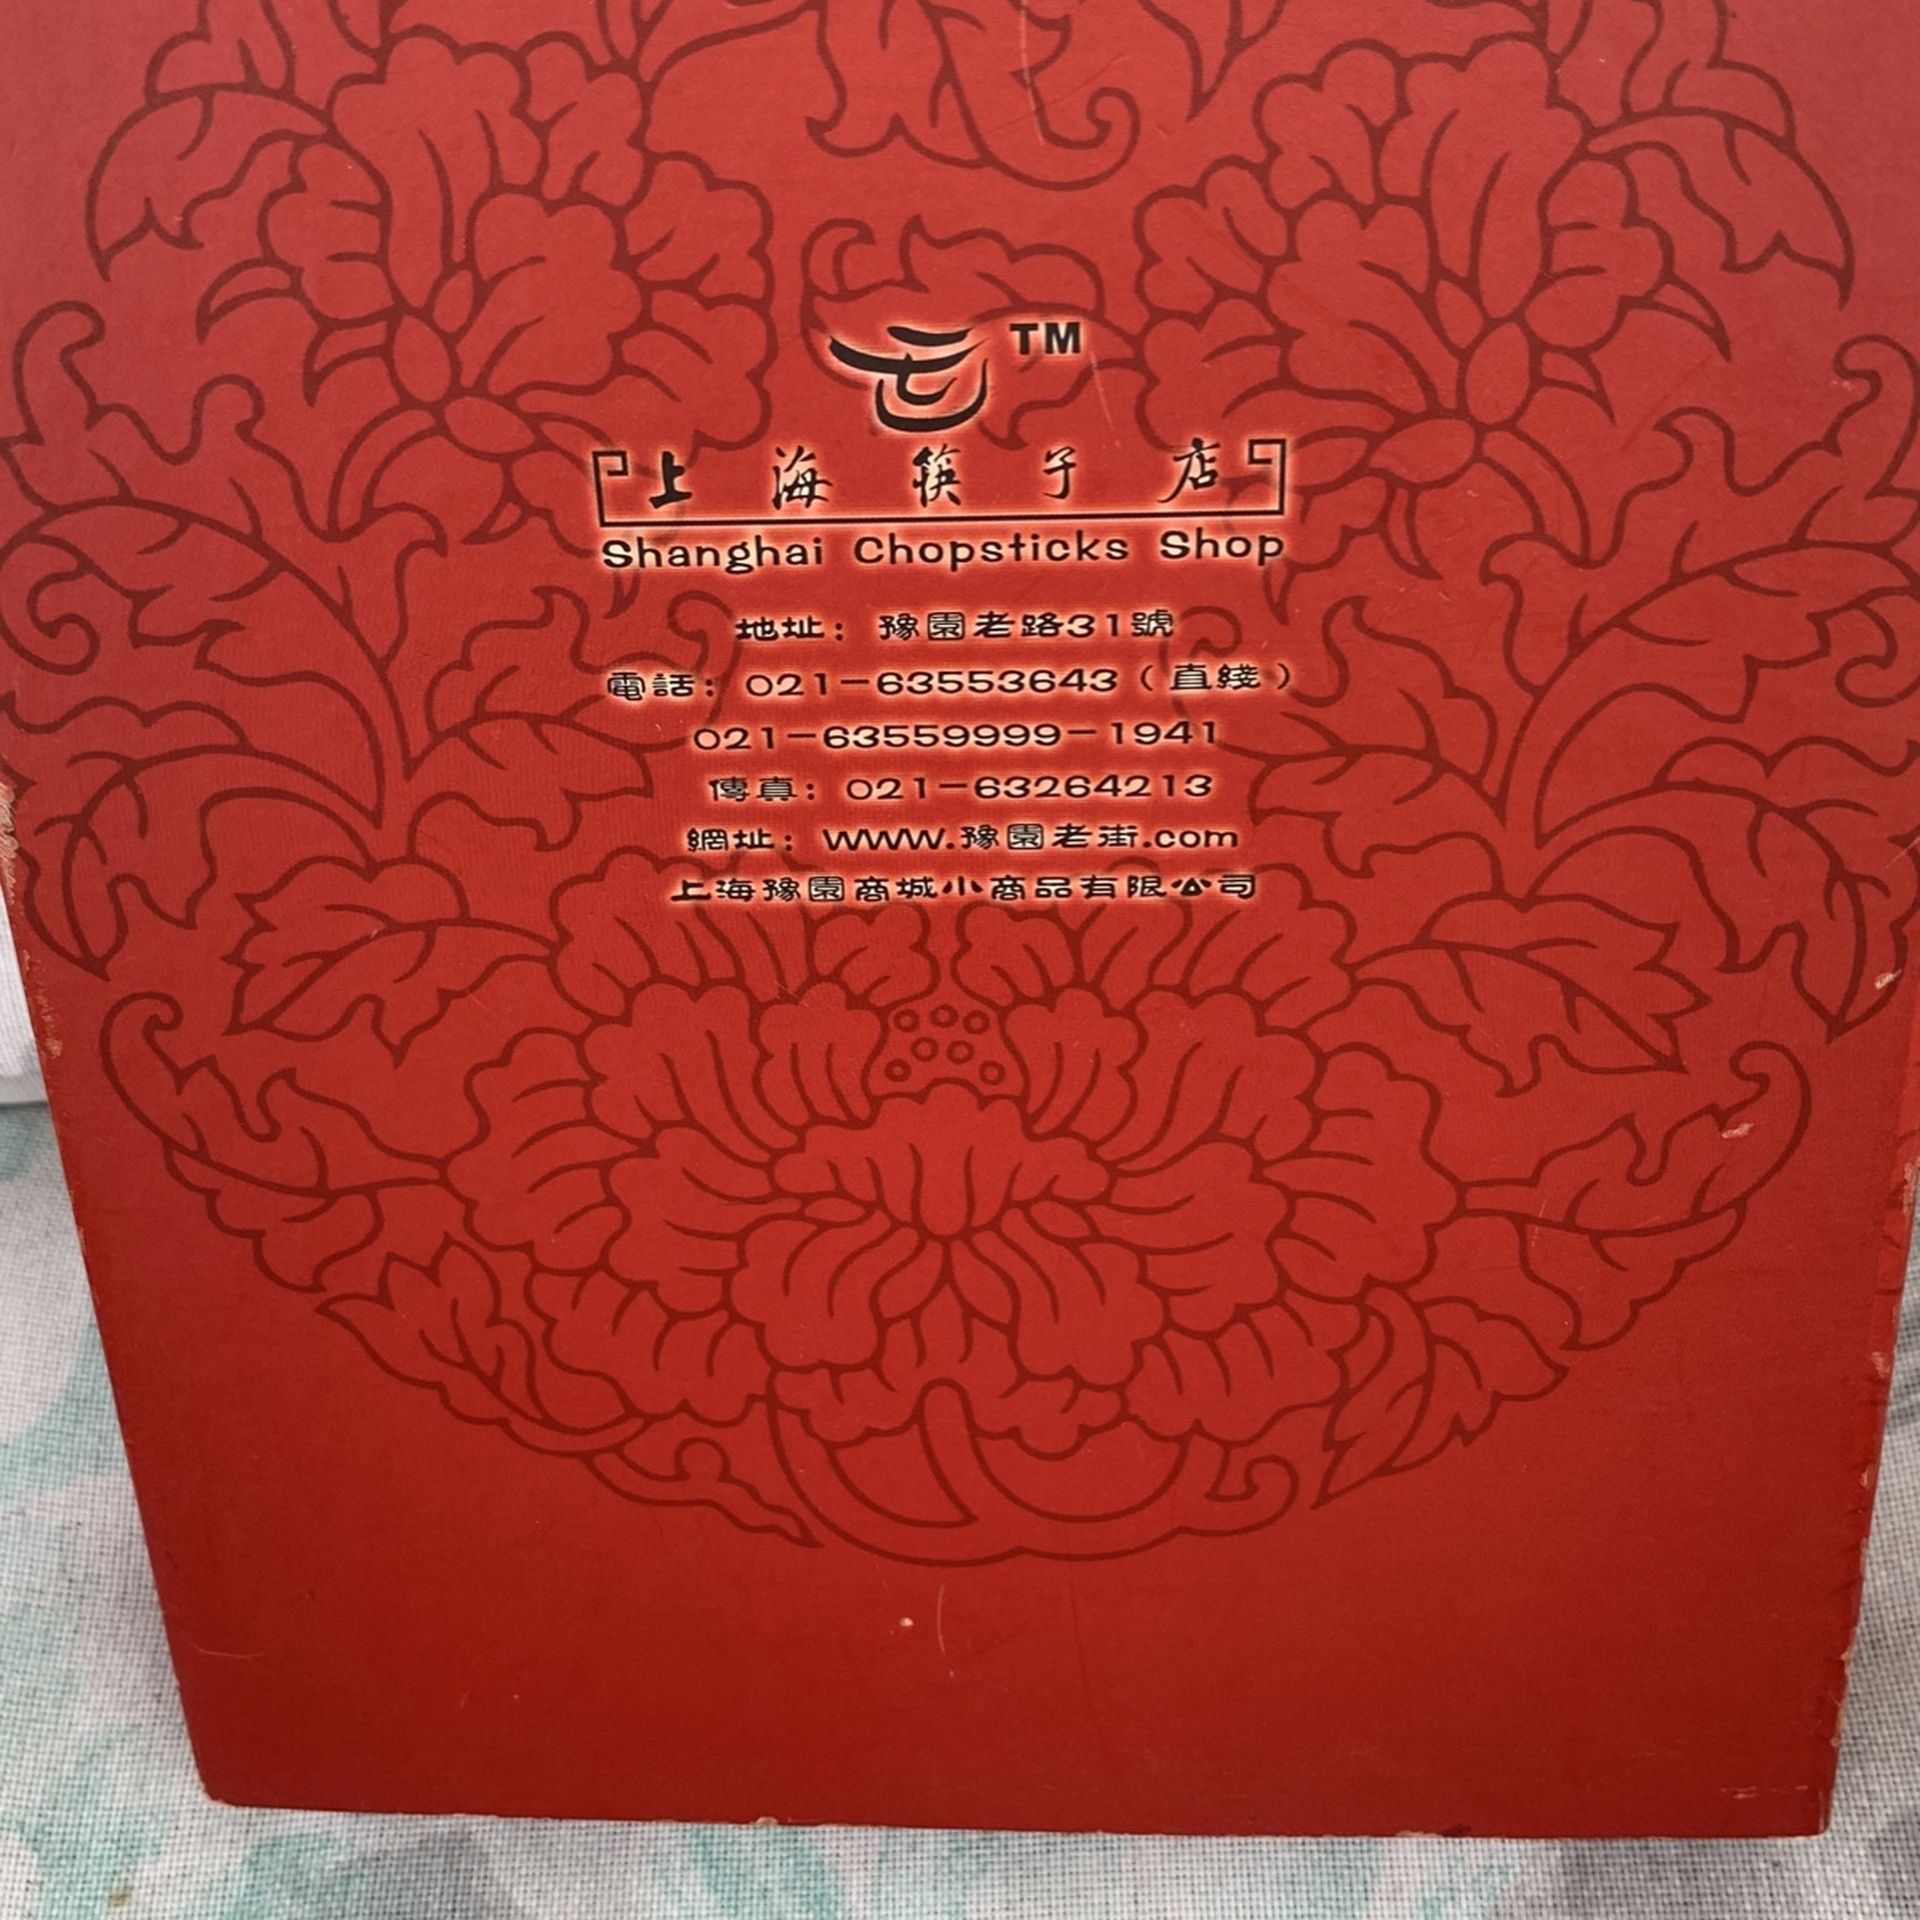 TM
上海筷子店
Shanghai Chopsticks Shop
地址：豫園老路31號
電話：021-63553643（直綫）
021-63559999-1941
傳真：021-63264213
網址：WWW.豫園老街.com
上海豫園商城小商品有限公司